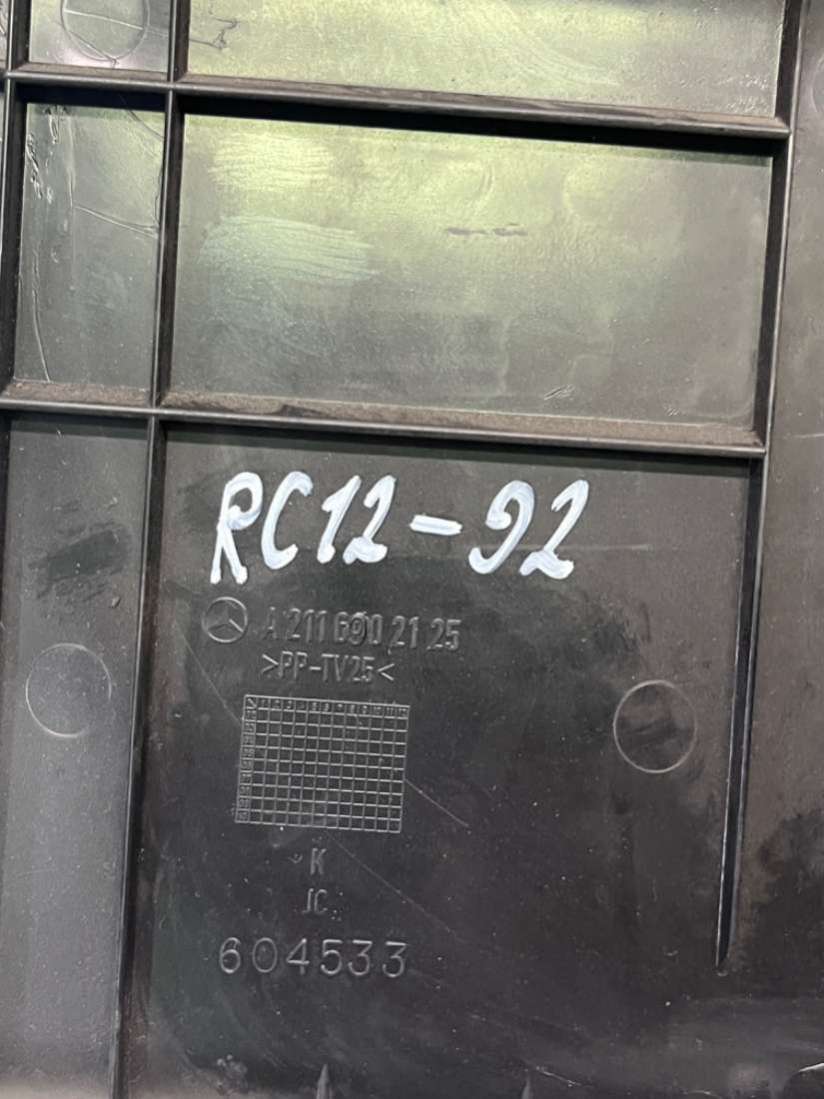 RC12-92
A 211 690 21 25
>PP-TV25<
K
JC
604533